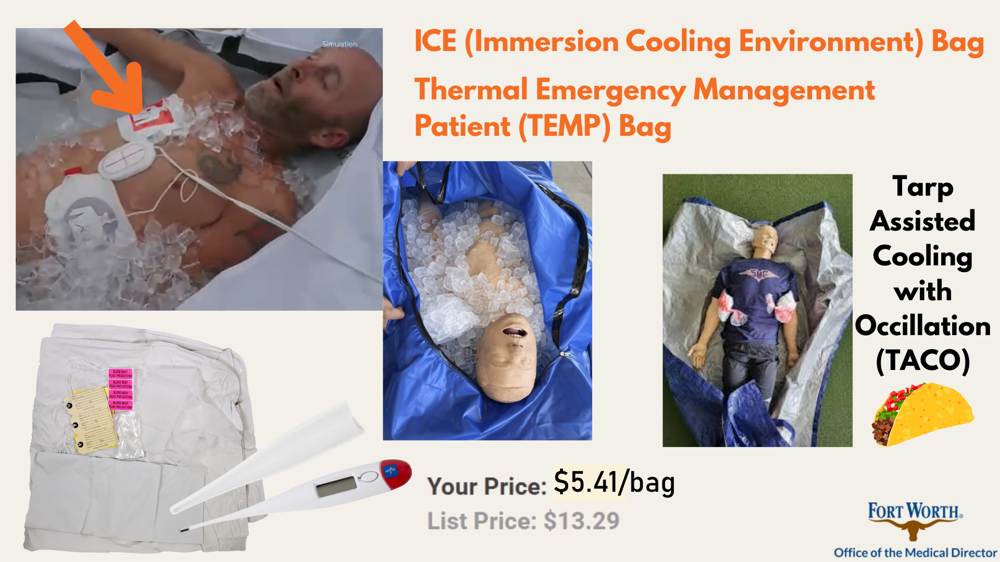 Simulation
ICE (Immersion Cooling Environment) Bag
Thermal Emergency Management
Patient (TEMP) Bag
SMC
Tarp
Assisted
Cooling
with
Occillation
(TACO)
BLOOD BODY
FLUID PRECAUTIONS
BLOOD BODY
FLUID PRECAUTIONS
BLOOD BODY
FLUID PRECAUTIONS
BLOOD BODY
FLUID PRECAUTIONS
Your Price: $5.41/bag
List Price: $13.29
FORT WORTH®
Office of the Medical Director